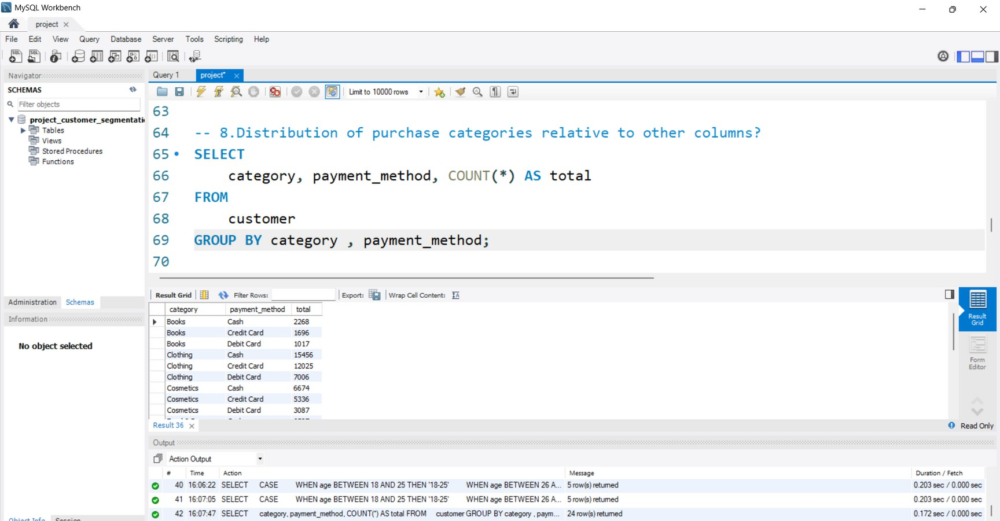 MySQL Workbench
project
File Edit View Query Database Server Tools Scripting Help
Navigator
SCHEMAS
Filter objects
project_customer_segmentati
Tables
Views
Stored Procedures
Functions
Administration Schemas
Information
No object selected
Object Info Session
Query 1 project*
Limit to 10000 rows
63
64 -- 8.Distribution of purchase categories relative to other columns?
65 SELECT
66 category, payment_method, COUNT(*) AS total
67 FROM
68 customer
69 GROUP BY category , payment_method;
70
Result Grid Filter Rows: Export: Wrap Cell Content:
category payment_method total
Books Cash 2268
Books Credit Card 1696
Books Debit Card 1017
Clothing Cash 15456
Clothing Credit Card 12025
Clothing Debit Card 7006
Cosmetics Cash 6674
Cosmetics Credit Card 5336
Cosmetics Debit Card 3087
Result Grid
Form Editor
Result 36
Read Only
Output
Action Output
# Time Action Message Duration / Fetch
40 16:06:22 SELECT CASE WHEN age BETWEEN 18 AND 25 THEN '18-25' WHEN age BETWEEN 26 A... 5 row(s) returned 0.203 sec / 0.000 sec
41 16:07:05 SELECT CASE WHEN age BETWEEN 18 AND 25 THEN '18-25' WHEN age BETWEEN 26 A... 5 row(s) returned 0.203 sec / 0.000 sec
42 16:07:47 SELECT category, payment_method, COUNT(*) AS total FROM customer GROUP BY category , paym... 24 row(s) returned 0.172 sec / 0.000 sec